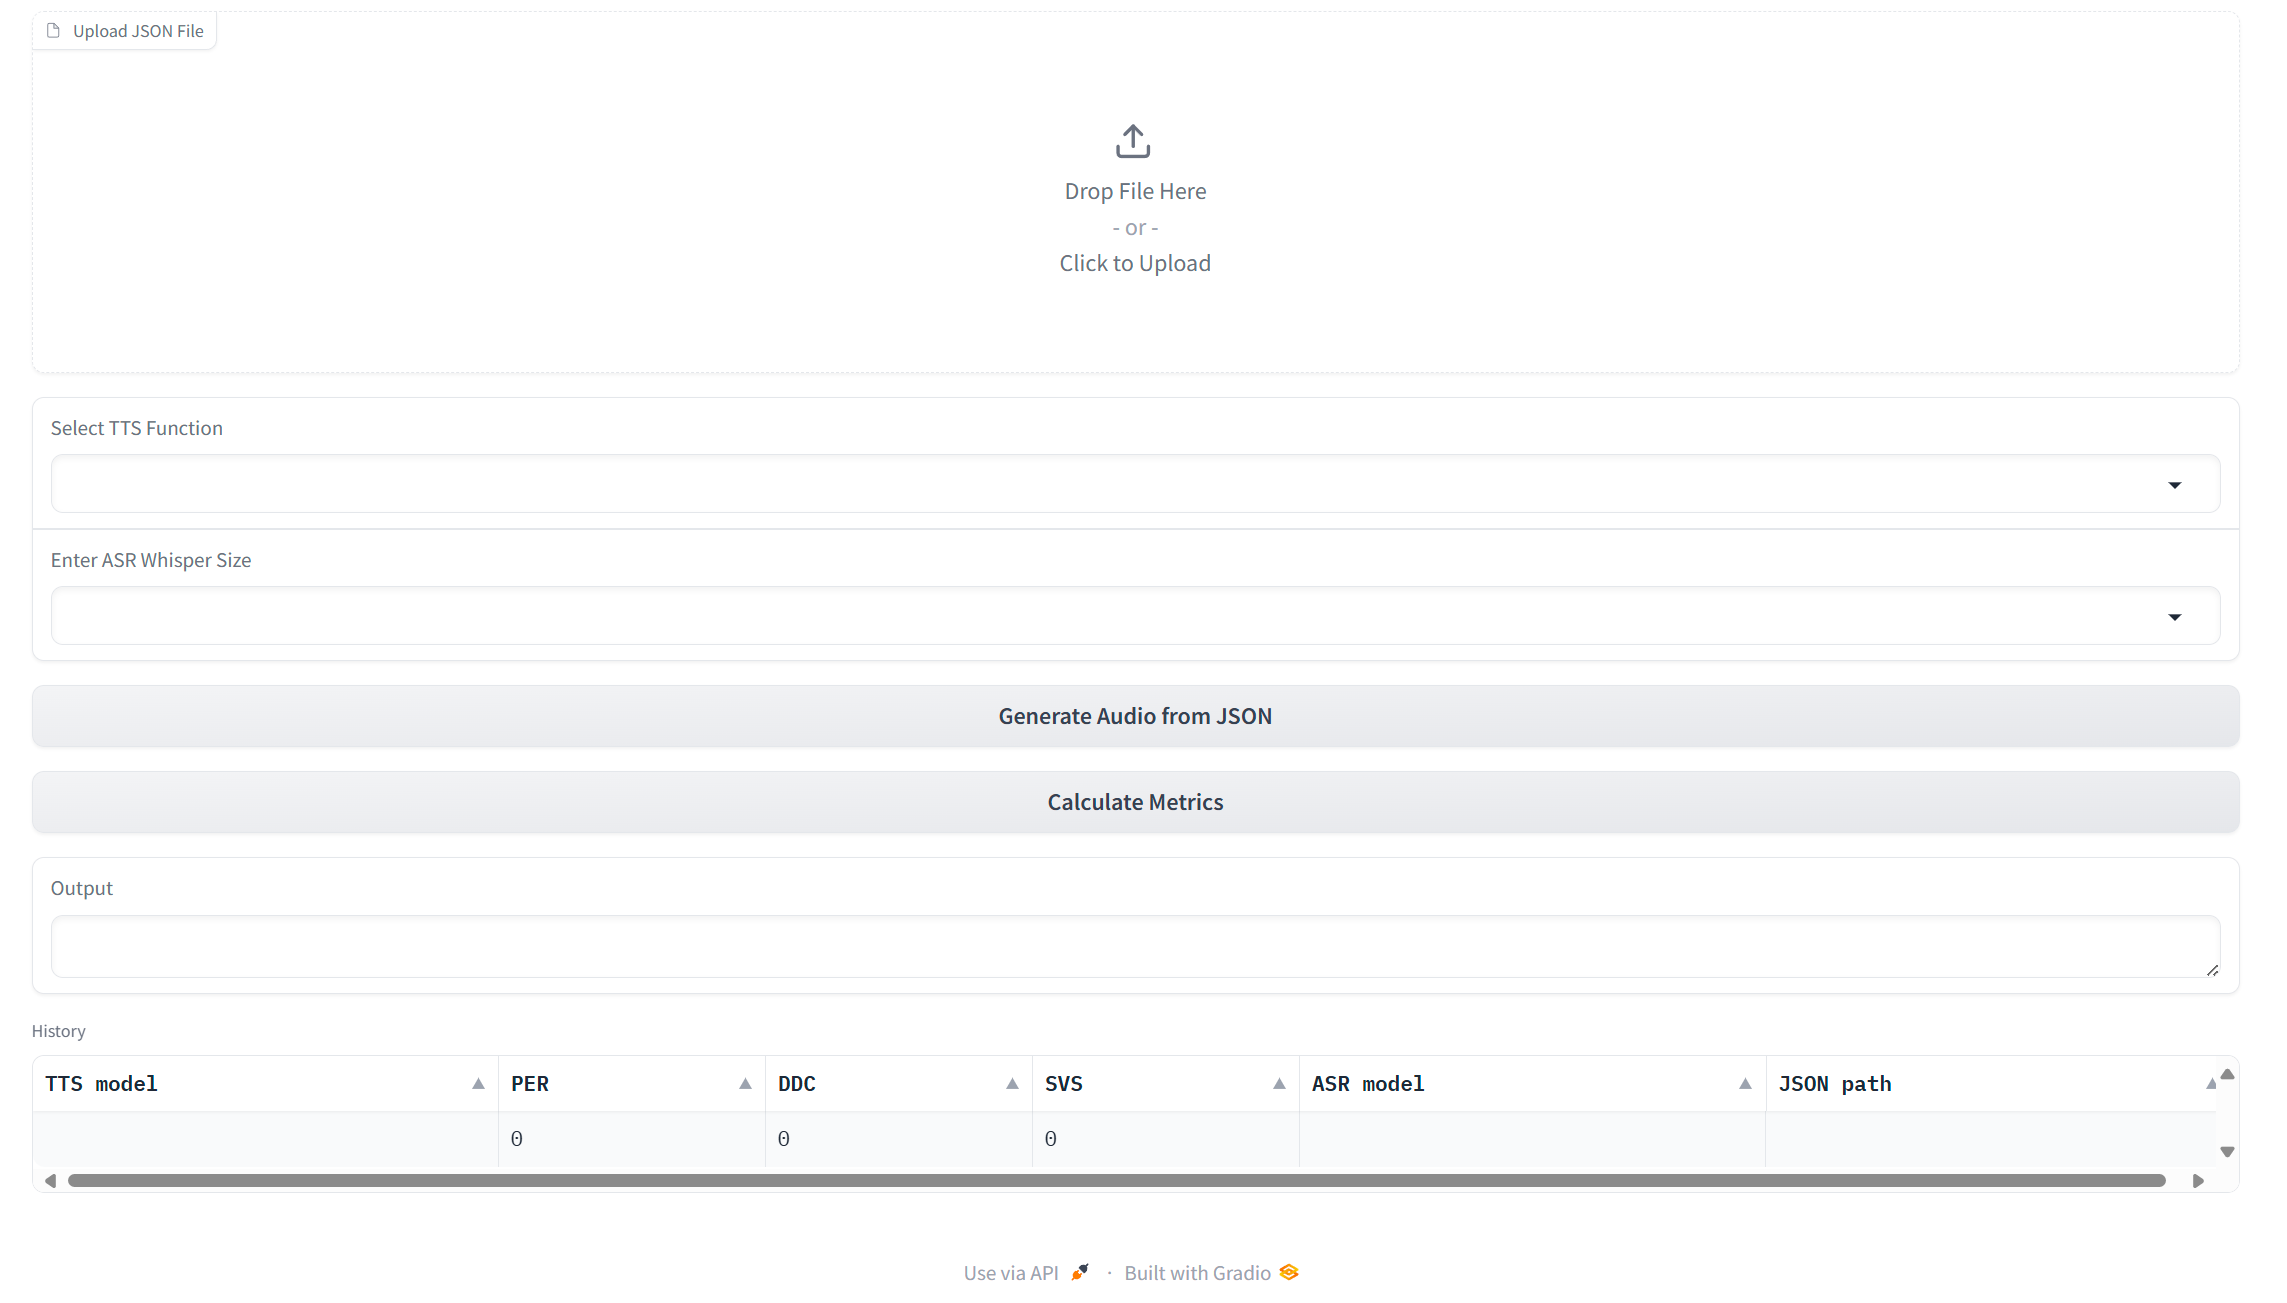 Upload JSON File
Drop File Here
- or -
Click to Upload
Select TTS Function
Enter ASR Whisper Size
Generate Audio from JSON
Calculate Metrics
Output
History
TTS model PER DDC SVS ASR model JSON path
0 0 0
Use via API · Built with Gradio